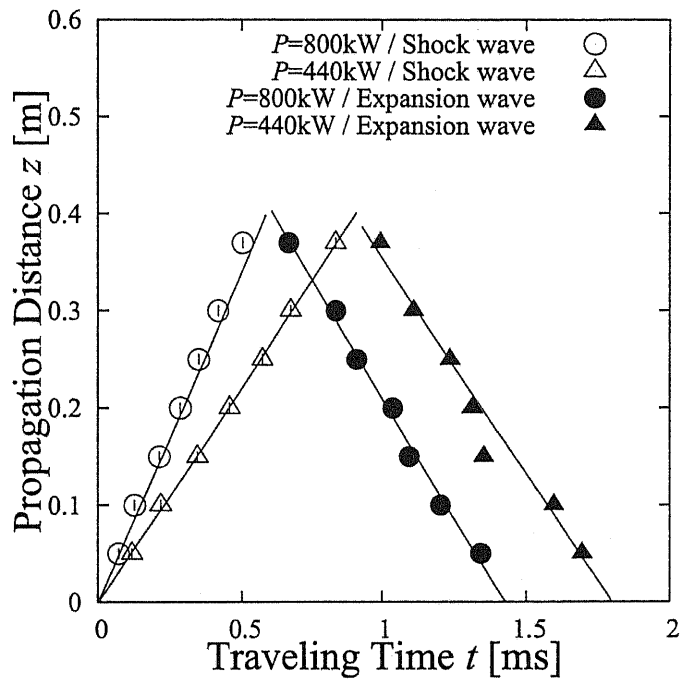 0.6
P=800kW / Shock wave
P=440kW / Shock wave
P=800kW / Expansion wave
P=440kW / Expansion wave
0.5
0.4
0.3
0.2
0.1
0
Propagation Distance z [m]
0 0.5 1 1.5 2
Traveling Time t [ms]